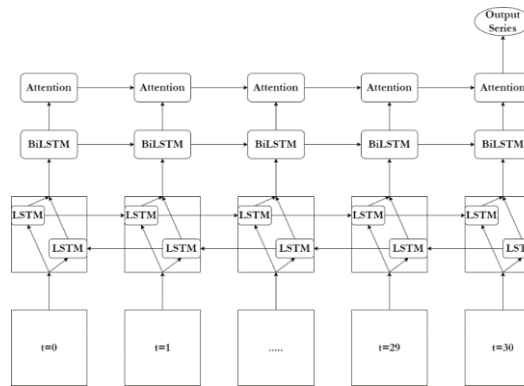 Output
Series
Attention Attention Attention Attention Attention
BiLSTM BiLSTM BiLSTM BiLSTM BiLSTM
LSTM LSTM LSTM LSTM LSTM
LSTM LSTM LSTM LSTM LST
t=0 t=1 ..... t=29 t=30